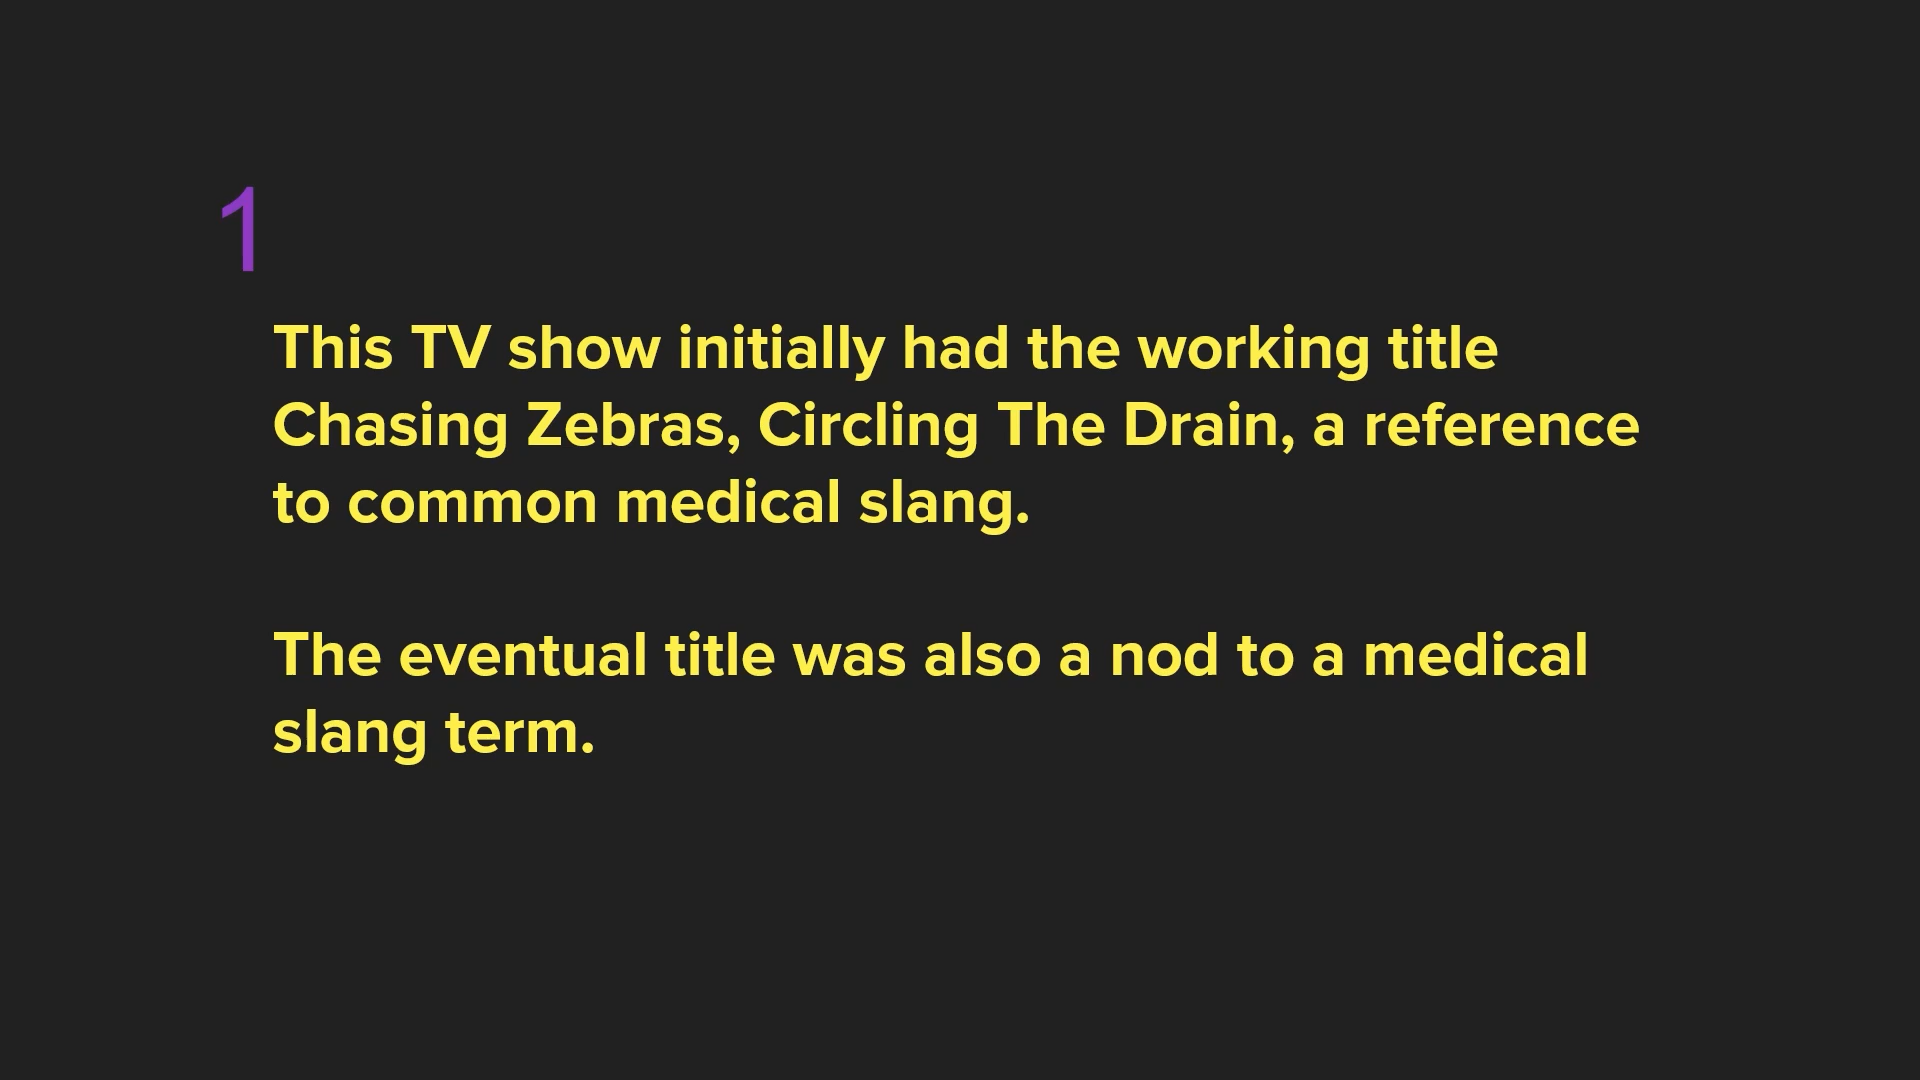 1
This TV show initially had the working title
Chasing Zebras, Circling The Drain, a reference
to common medical slang.
The eventual title was also a nod to a medical
slang term.